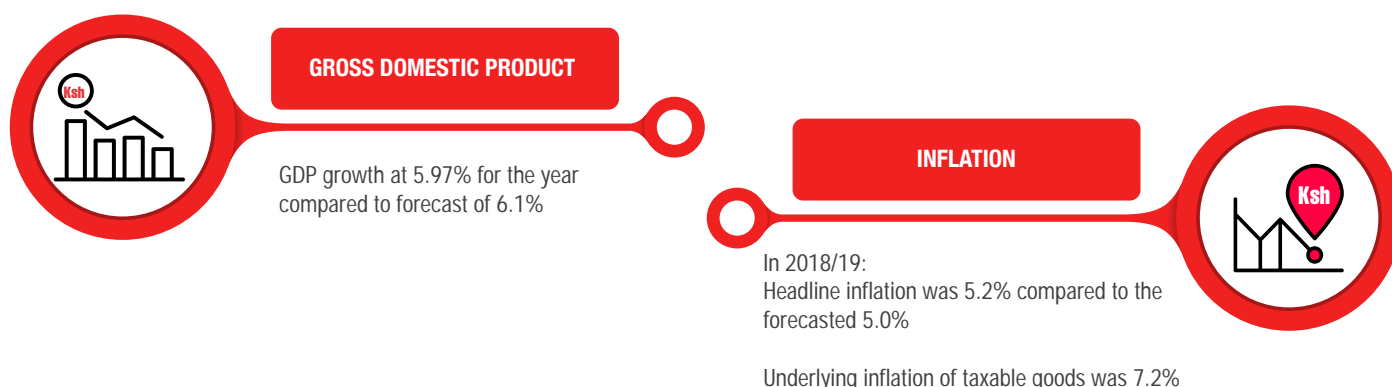 Ksh
GROSS DOMESTIC PRODUCT
GDP growth at 5.97% for the year
compared to forecast of 6.1%
INFLATION
Ksh
In 2018/19:
Headline inflation was 5.2% compared to the
forecasted 5.0%
Underlying inflation of taxable goods was 7.2%